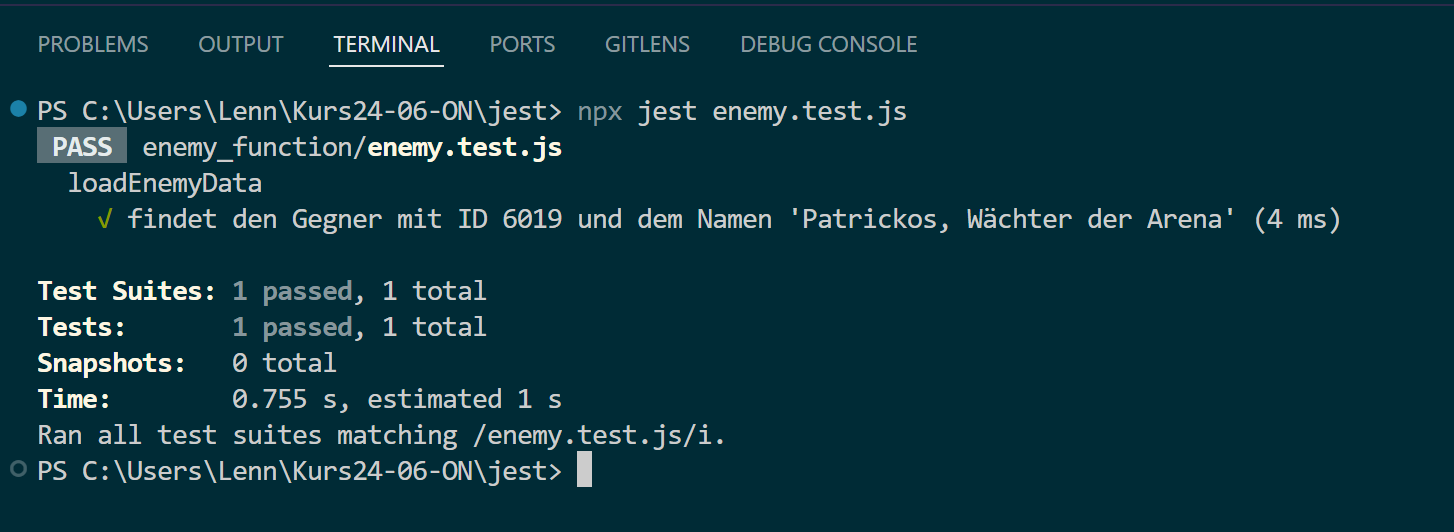 PROBLEMS OUTPUT TERMINAL PORTS GITLENS DEBUG CONSOLE
PS C:\Users\Lenn\Kurs24-06-ON\jest> npx jest enemy.test.js
PASS enemy_function/enemy.test.js
loadEnemyData
√ findet den Gegner mit ID 6019 und dem Namen 'Patrickos, Wächter der Arena' (4 ms)
Test Suites: 1 passed, 1 total
Tests: 1 passed, 1 total
Snapshots: 0 total
Time: 0.755 s, estimated 1 s
Ran all test suites matching /enemy.test.js/i.
PS C:\Users\Lenn\Kurs24-06-ON\jest>